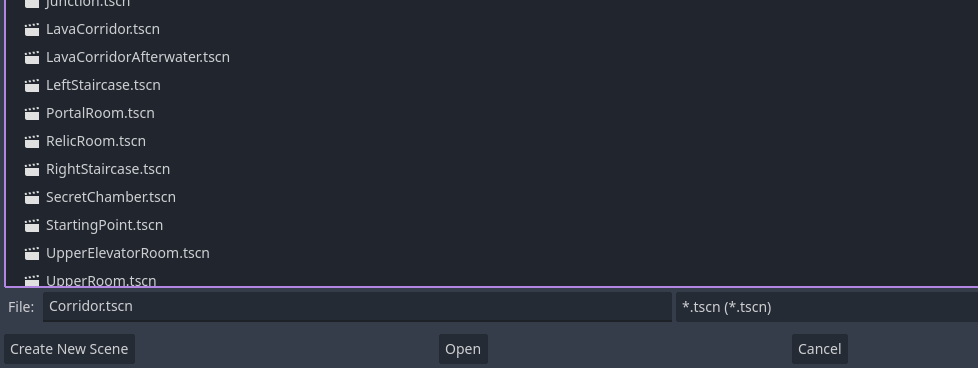 Junction.tscn
LavaCorridor.tscn
LavaCorridorAfterwater.tscn
LeftStaircase.tscn
PortalRoom.tscn
RelicRoom.tscn
RightStaircase.tscn
SecretChamber.tscn
StartingPoint.tscn
UpperElevatorRoom.tscn
UpperRoom.tscn
File: Corridor.tscn *.tscn (*.tscn)
Create New Scene Open Cancel